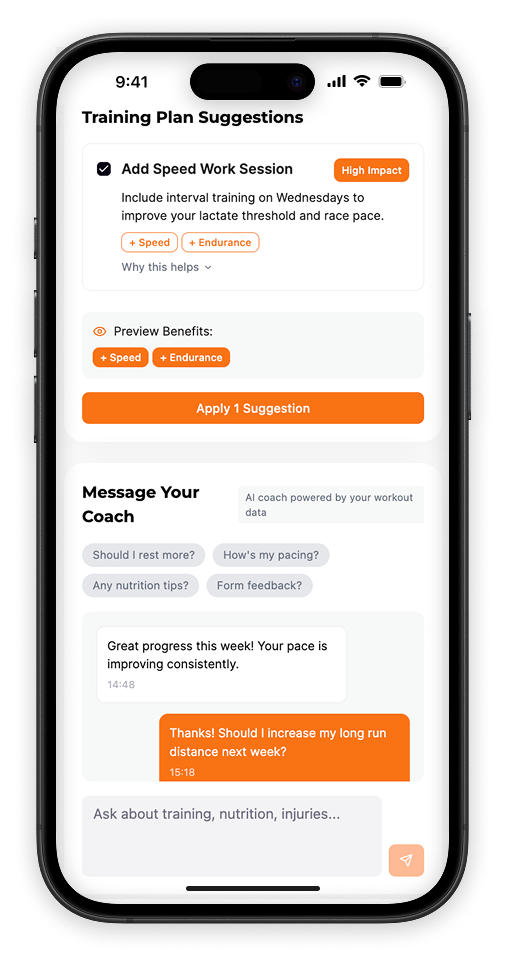 9:41
Training Plan Suggestions
Add Speed Work Session
High Impact
Include interval training on Wednesdays to
improve your lactate threshold and race pace.
+ Speed
+ Endurance
Why this helps
Preview Benefits:
+ Speed
+ Endurance
Apply 1 Suggestion
Message Your
Coach
AI coach powered by your workout
data
Should I rest more?
How's my pacing?
Any nutrition tips?
Form feedback?
Great progress this week! Your pace is
improving consistently.
14:48
Thanks! Should I increase my long run
distance next week?
15:18
Ask about training, nutrition, injuries...